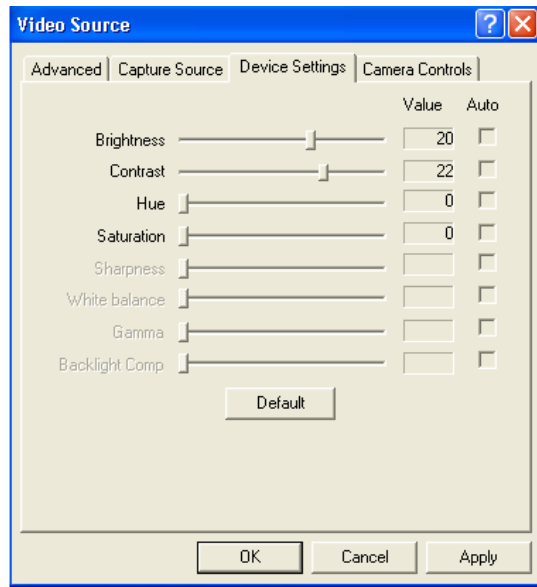 Video Source
Advanced Capture Source Device Settings Camera Controls
Value Auto
Brightness 20
Contrast 22
Hue 0
Saturation 0
Sharpness
White balance
Gamma
Backlight Comp
Default
OK Cancel Apply